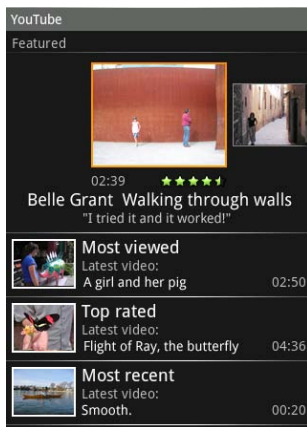 YouTube
Featured
02:39
Belle Grant Walking through walls
"I tried it and it worked!"
Most viewed
Latest video:
A girl and her pig 02:50
Top rated
Latest video:
Flight of Ray, the butterfly 04:36
Most recent
Latest video:
Smooth. 00:20